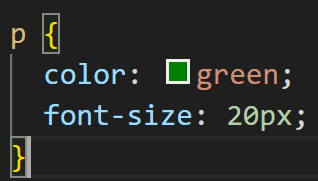 p {
  color: green;
  font-size: 20px;
}